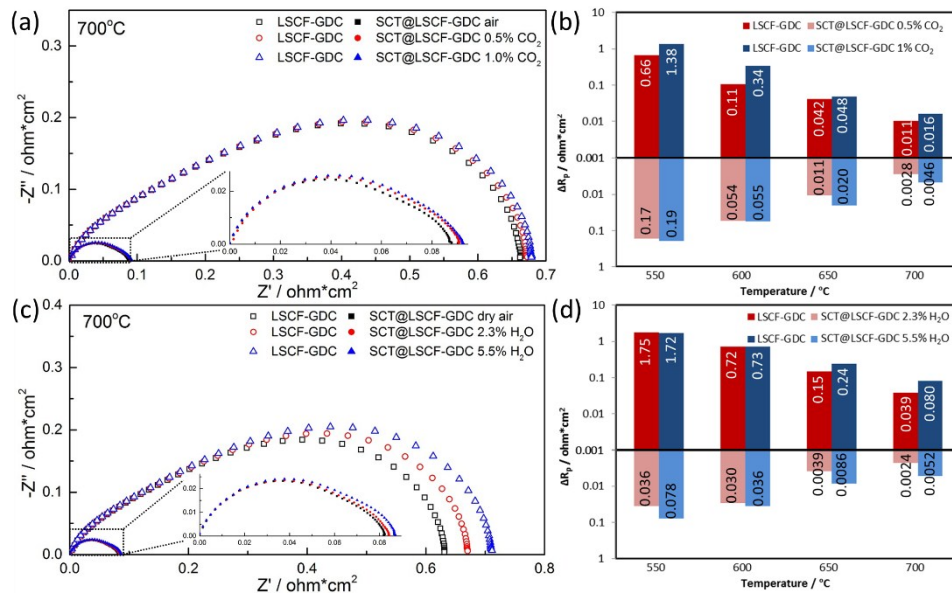 (a)
700°C
LSCF-GDC SCT@LSCF-GDC air
LSCF-GDC SCT@LSCF-GDC 0.5% CO2
LSCF-GDC SCT@LSCF-GDC 1.0% CO2
-Z'' / ohm*cm²
0.3
0.2
0.1
0.0
0.02
0.00
0.00 0.02 0.04 0.06 0.08
0.0 0.1 0.2 0.3 0.4 0.5 0.6 0.7
Z' / ohm*cm²
(b)
LSCF-GDC SCT@LSCF-GDC 0.5% CO2
LSCF-GDC SCT@LSCF-GDC 1% CO2
ΔRp / ohm*cm²
10
1
0.1
0.01
0.001
0.01
0.1
1
0.66 1.38 0.11 0.34 0.042 0.048 0.011 0.016
0.17 0.19 0.054 0.055 0.011 0.020 0.0028 0.0046
550 600 650 700
Temperature / °C
(c)
700°C
LSCF-GDC SCT@LSCF-GDC dry air
LSCF-GDC SCT@LSCF-GDC 2.3% H2O
LSCF-GDC SCT@LSCF-GDC 5.5% H2O
-Z'' / ohm*cm²
0.4
0.3
0.2
0.1
0.0
0.02
0.00
0.00 0.02 0.04 0.06 0.08
0.0 0.1 0.2 0.3 0.4 0.5 0.6 0.7 0.8
Z' / ohm*cm²
(d)
LSCF-GDC SCT@LSCF-GDC 2.3% H2O
LSCF-GDC SCT@LSCF-GDC 5.5% H2O
ΔRp / ohm*cm²
10
1
0.1
0.01
0.001
0.01
0.1
1
1.75 1.72 0.72 0.73 0.15 0.24 0.039 0.080
0.036 0.078 0.030 0.036 0.0039 0.0086 0.0024 0.0052
550 600 650 700
Temperature / °C